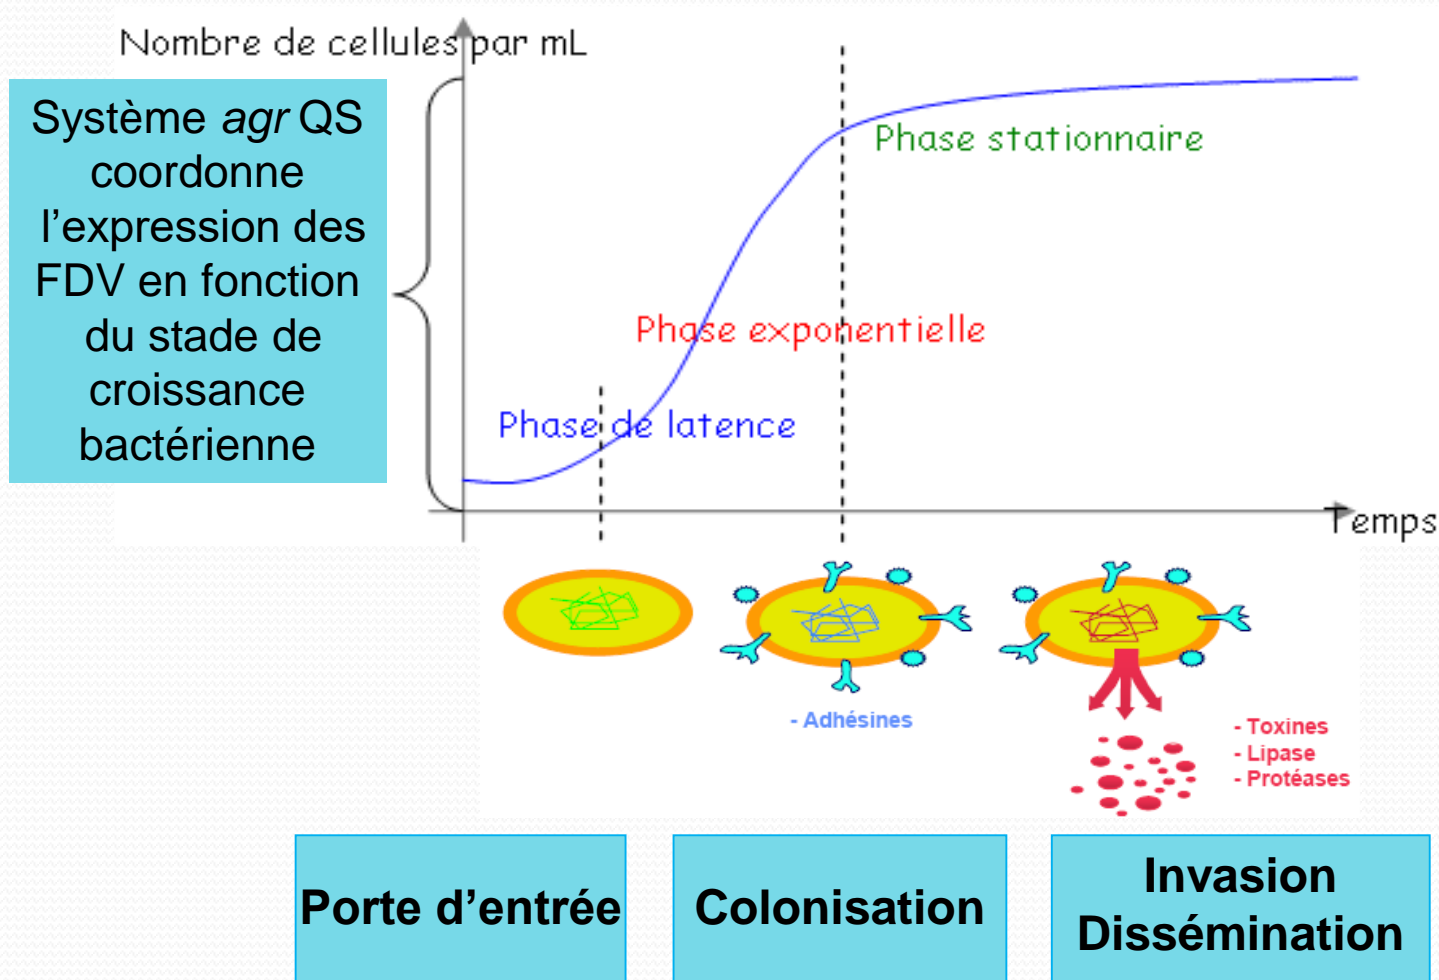 Nombre de cellules par mL
Système agr QS
coordonne
l’expression des
FDV en fonction
du stade de
croissance
bactérienne
Phase stationnaire
Phase exponentielle
Phase de latence
Temps
- Adhésines
- Toxines
- Lipase
- Protéases
Porte d’entrée
Colonisation
Invasion
Dissémination